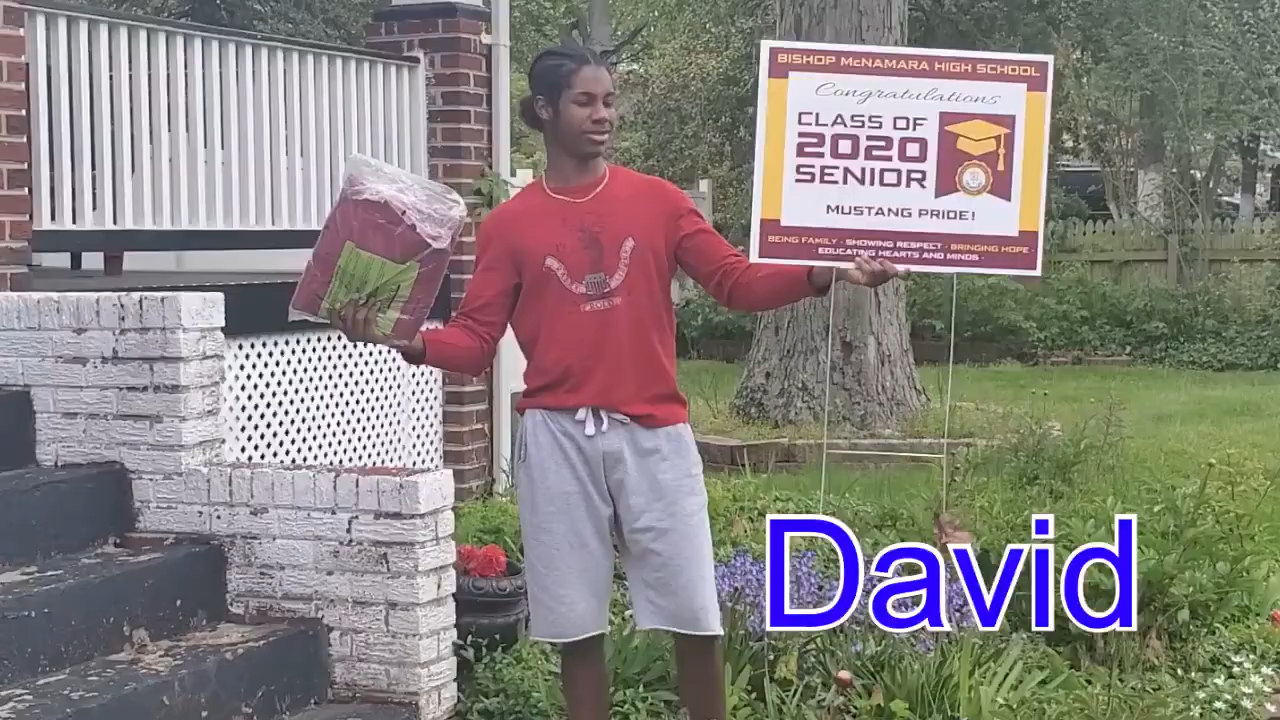 BISHOP McNAMARA HIGH SCHOOL
Congratulations
CLASS OF
2020
SENIOR
MUSTANG PRIDE!
BEING FAMILY · SHOWING RESPECT · BRINGING HOPE ·
· EDUCATING HEARTS AND MINDS ·
David